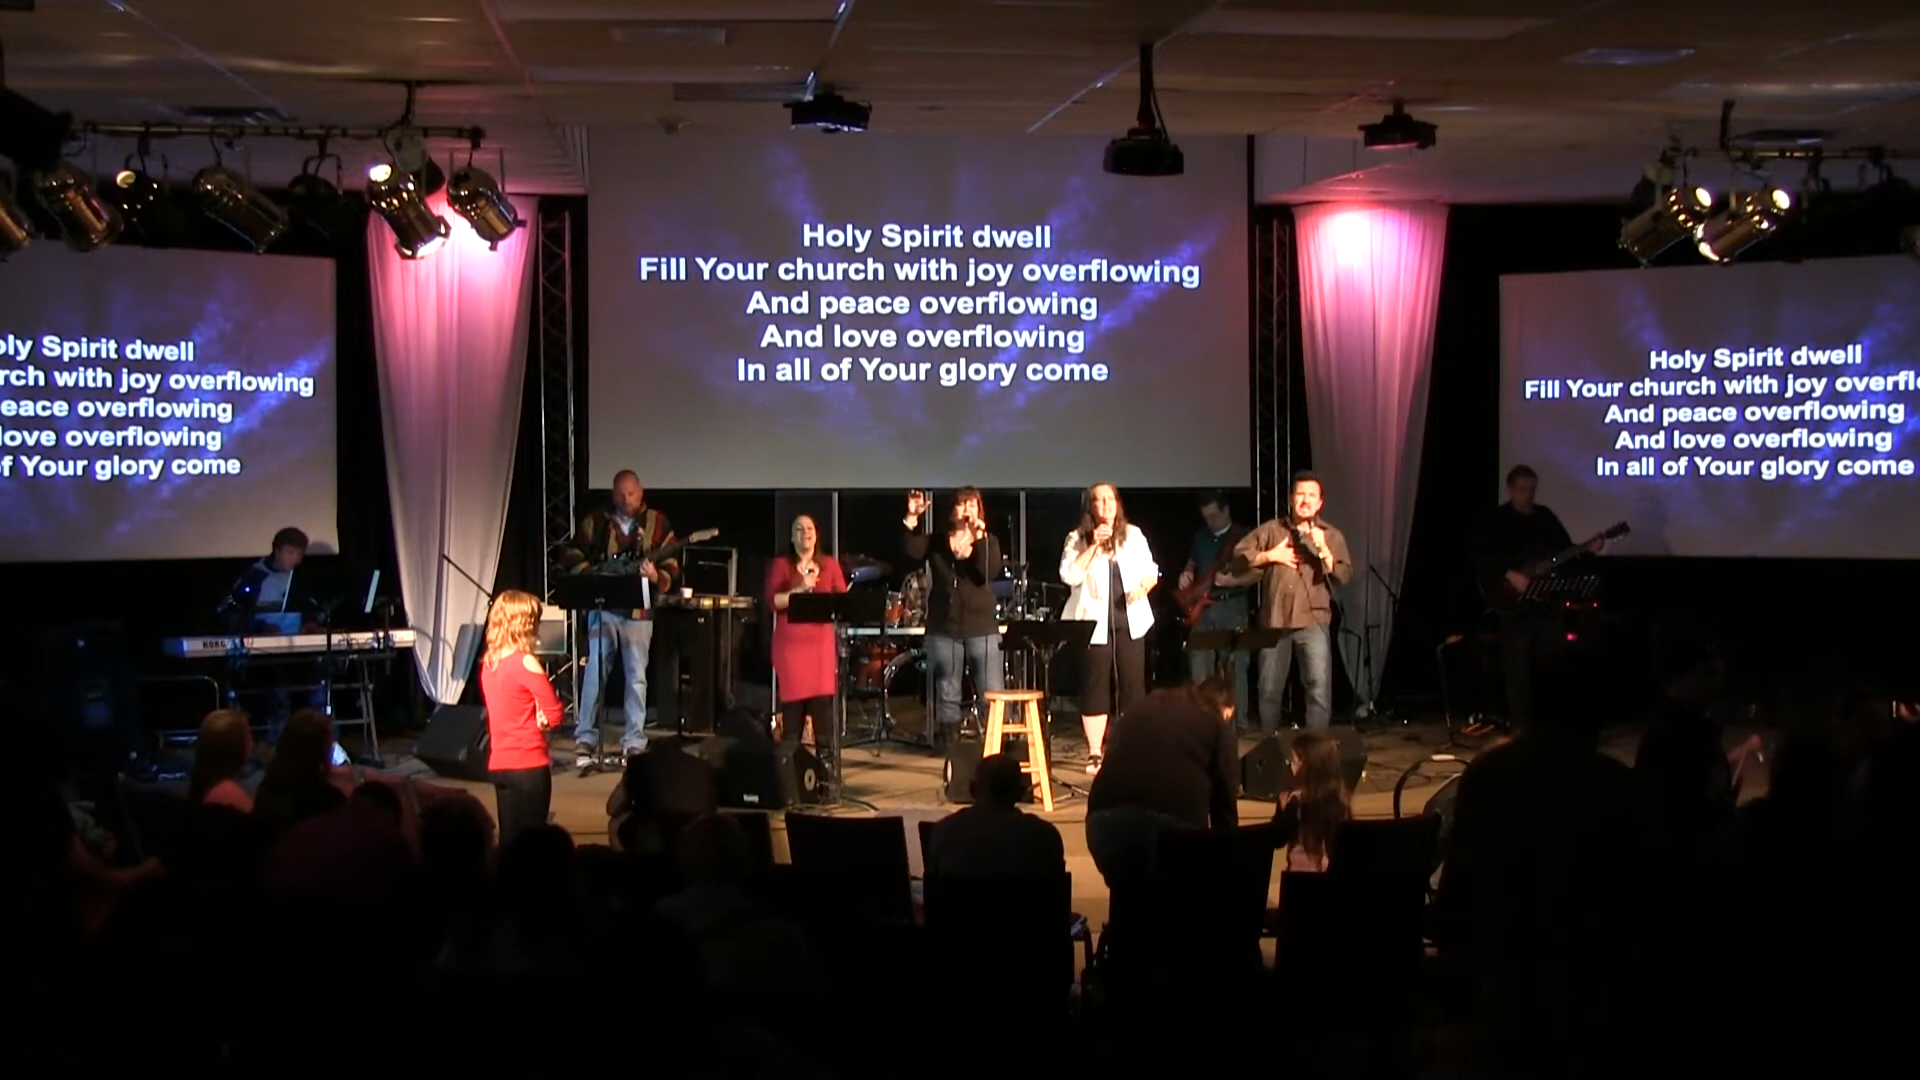 Holy Spirit dwell
Fill Your church with joy overflowing
And peace overflowing
And love overflowing
In all of Your glory come
oly Spirit dwell
rch with joy overflowing
eace overflowing
love overflowing
of Your glory come
Holy Spirit dwell
Fill Your church with joy overfl
And peace overflowing
And love overflowing
In all of Your glory come
KORG